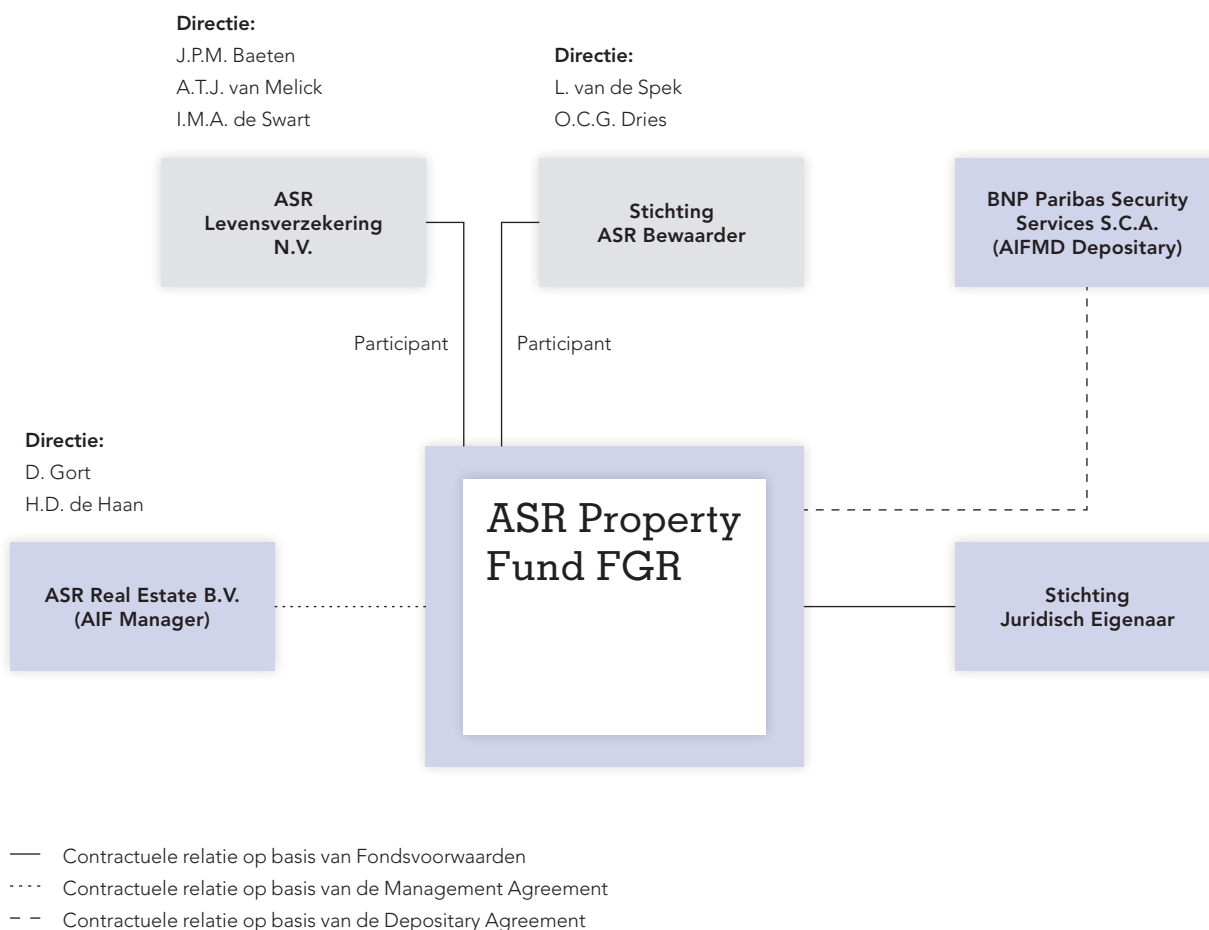 Directie:
J.P.M. Baeten
A.T.J. van Melick
I.M.A. de Swart
Directie:
L. van de Spek
O.C.G. Dries
ASR
Levensverzekering
N.V.
Stichting
ASR Bewaarder
BNP Paribas Security
Services S.C.A.
(AIFMD Depositary)
Participant
Participant
Directie:
D. Gort
H.D. de Haan
ASR Real Estate B.V.
(AIF Manager)
ASR Property
Fund FGR
Stichting
Juridisch Eigenaar
Contractuele relatie op basis van Fondsvoorwaarden
Contractuele relatie op basis van de Management Agreement
Contractuele relatie op basis van de Depositary Agreement